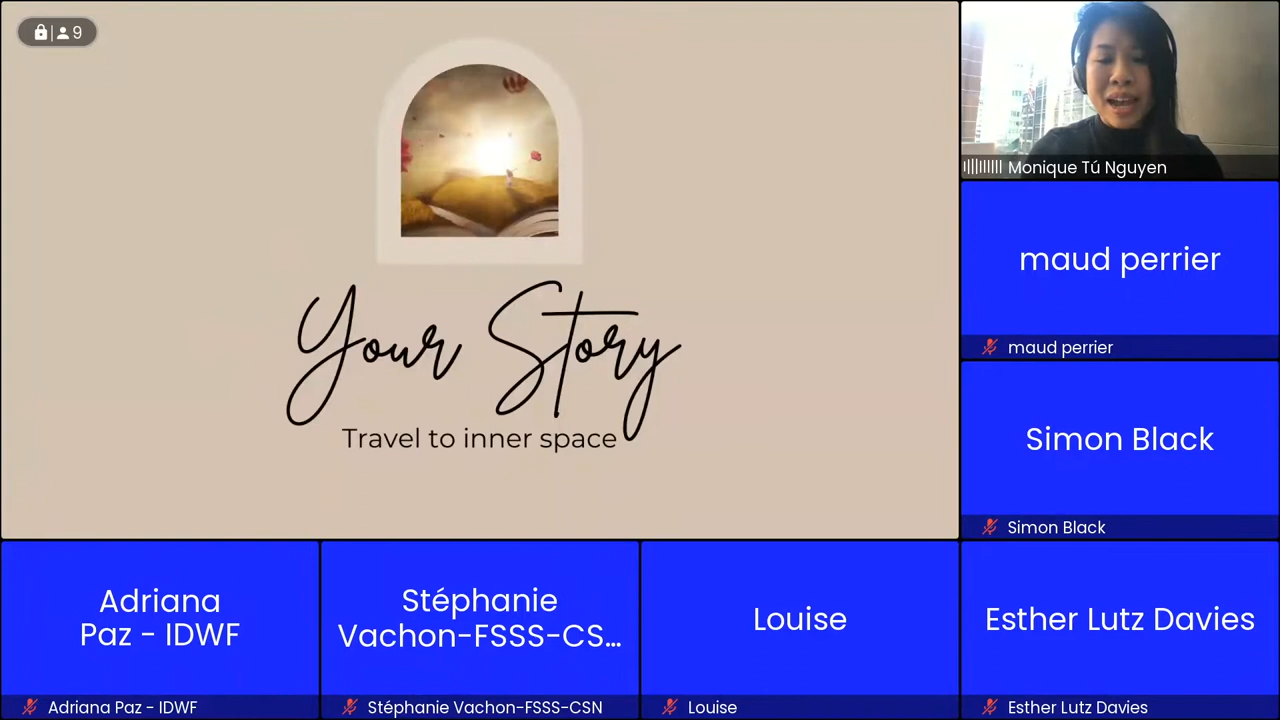 9
Your Story
Travel to inner space
Monique Tú Nguyen
maud perrier
maud perrier
Simon Black
Simon Black
Adriana
Paz - IDWF
Adriana Paz - IDWF
Stéphanie
Vachon-FSSS-CS...
Stéphanie Vachon-FSSS-CSN
Louise
Louise
Esther Lutz Davies
Esther Lutz Davies